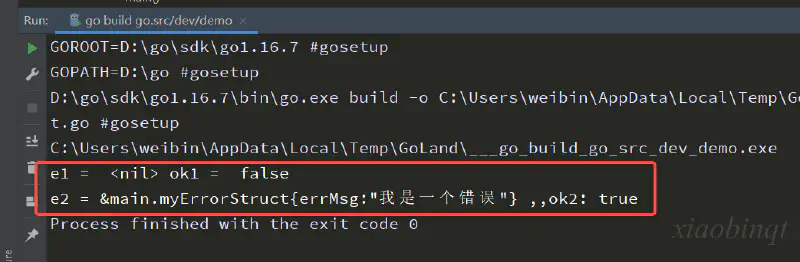 main()
Run: go build go.src/dev/demo ×
GOROOT=D:\go\sdk\go1.16.7 #gosetup
GOPATH=D:\go #gosetup
D:\go\sdk\go1.16.7\bin\go.exe build -o C:\Users\weibin\AppData\Local\Temp\Go
t.go #gosetup
C:\Users\weibin\AppData\Local\Temp\GoLand\___go_build_go_src_dev_demo.exe
e1 =  <nil> ok1 =  false
e2 = &main.myErrorStruct{errMsg:"我是一个错误"} ,,ok2: true
Process finished with the exit code 0
xiaobinqt